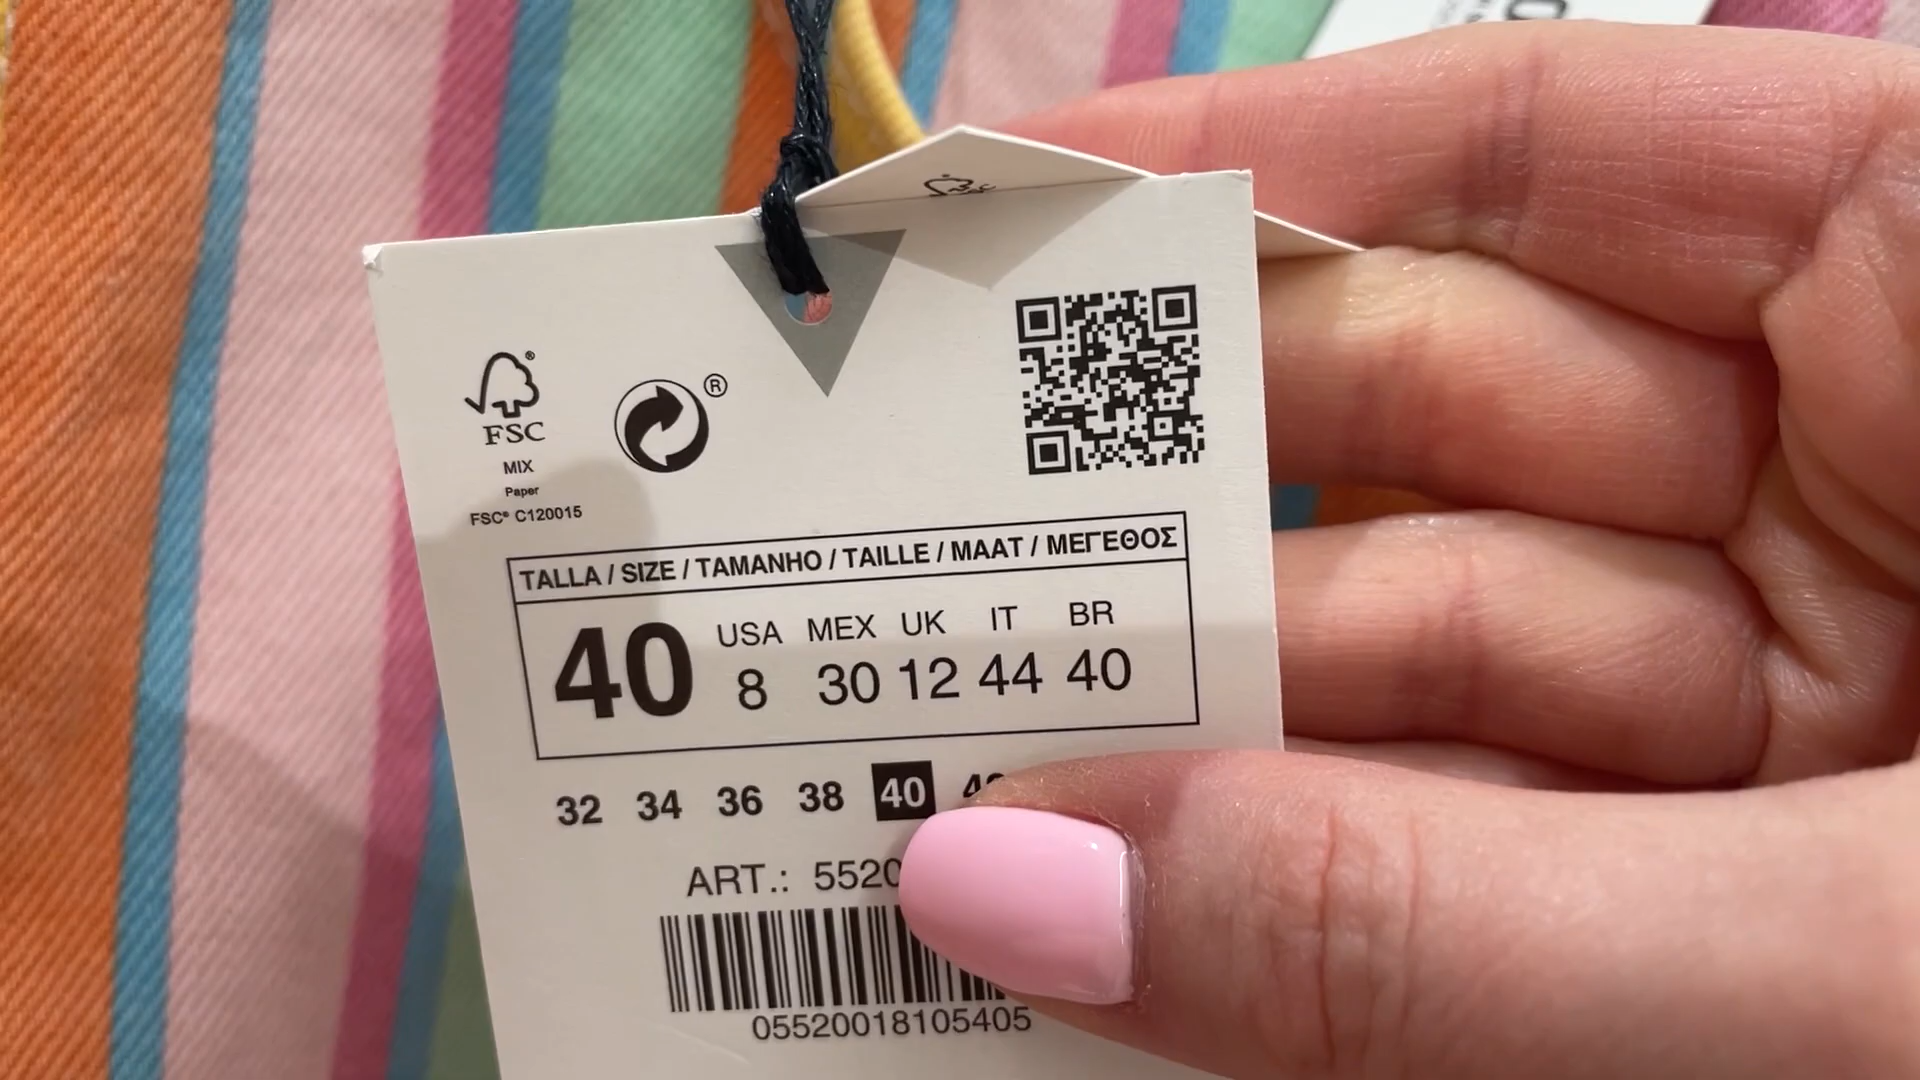 FSC
MIX
Paper
FSC® C120015
®
TALLA / SIZE / TAMANHO / TAILLE / MAAT / ΜΕΓΕΘΟΣ
40
USA MEX UK IT BR
8 30 12 44 40
32 34 36 38 40
ART.: 5520
05520018105405